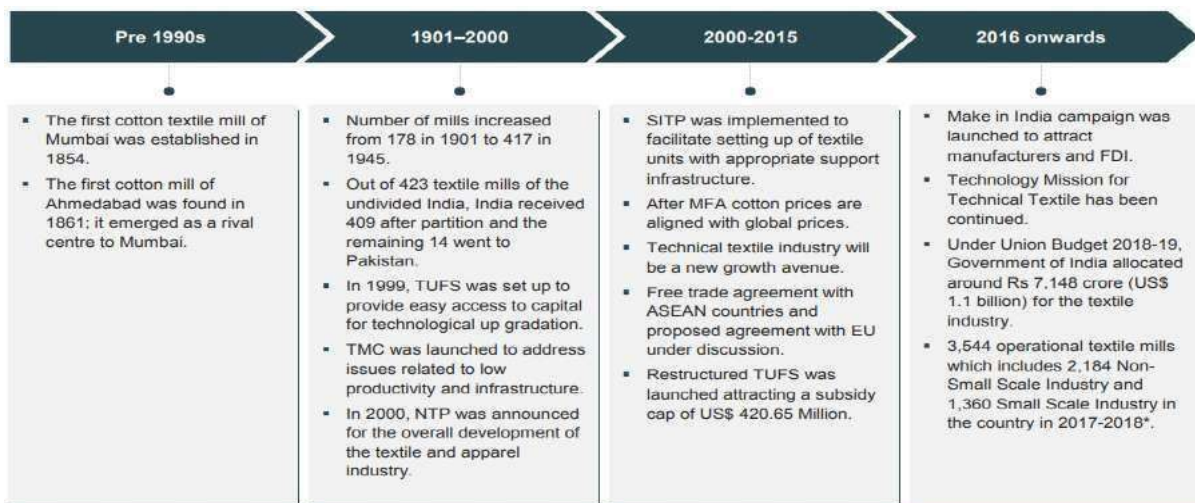 Pre 1990s
1901–2000
2000-2015
2016 onwards
▪ The first cotton textile mill of
Mumbai was established in
1854.
▪ The first cotton mill of
Ahmedabad was found in
1861; it emerged as a rival
centre to Mumbai.
▪ Number of mills increased
from 178 in 1901 to 417 in
1945.
▪ Out of 423 textile mills of the
undivided India, India received
409 after partition and the
remaining 14 went to
Pakistan.
▪ In 1999, TUFS was set up to
provide easy access to capital
for technological up gradation.
▪ TMC was launched to address
issues related to low
productivity and infrastructure.
▪ In 2000, NTP was announced
for the overall development of
the textile and apparel
industry.
▪ SITP was implemented to
facilitate setting up of textile
units with appropriate support
infrastructure.
▪ After MFA cotton prices are
aligned with global prices.
▪ Technical textile industry will
be a new growth avenue.
▪ Free trade agreement with
ASEAN countries and
proposed agreement with EU
under discussion.
▪ Restructured TUFS was
launched attracting a subsidy
cap of US$ 420.65 Million.
▪ Make in India campaign was
launched to attract
manufacturers and FDI.
▪ Technology Mission for
Technical Textile has been
continued.
▪ Under Union Budget 2018-19,
Government of India allocated
around Rs 7,148 crore (US$
1.1 billion) for the textile
industry.
▪ 3,544 operational textile mills
which includes 2,184 Non-
Small Scale Industry and
1,360 Small Scale Industry in
the country in 2017-2018*.